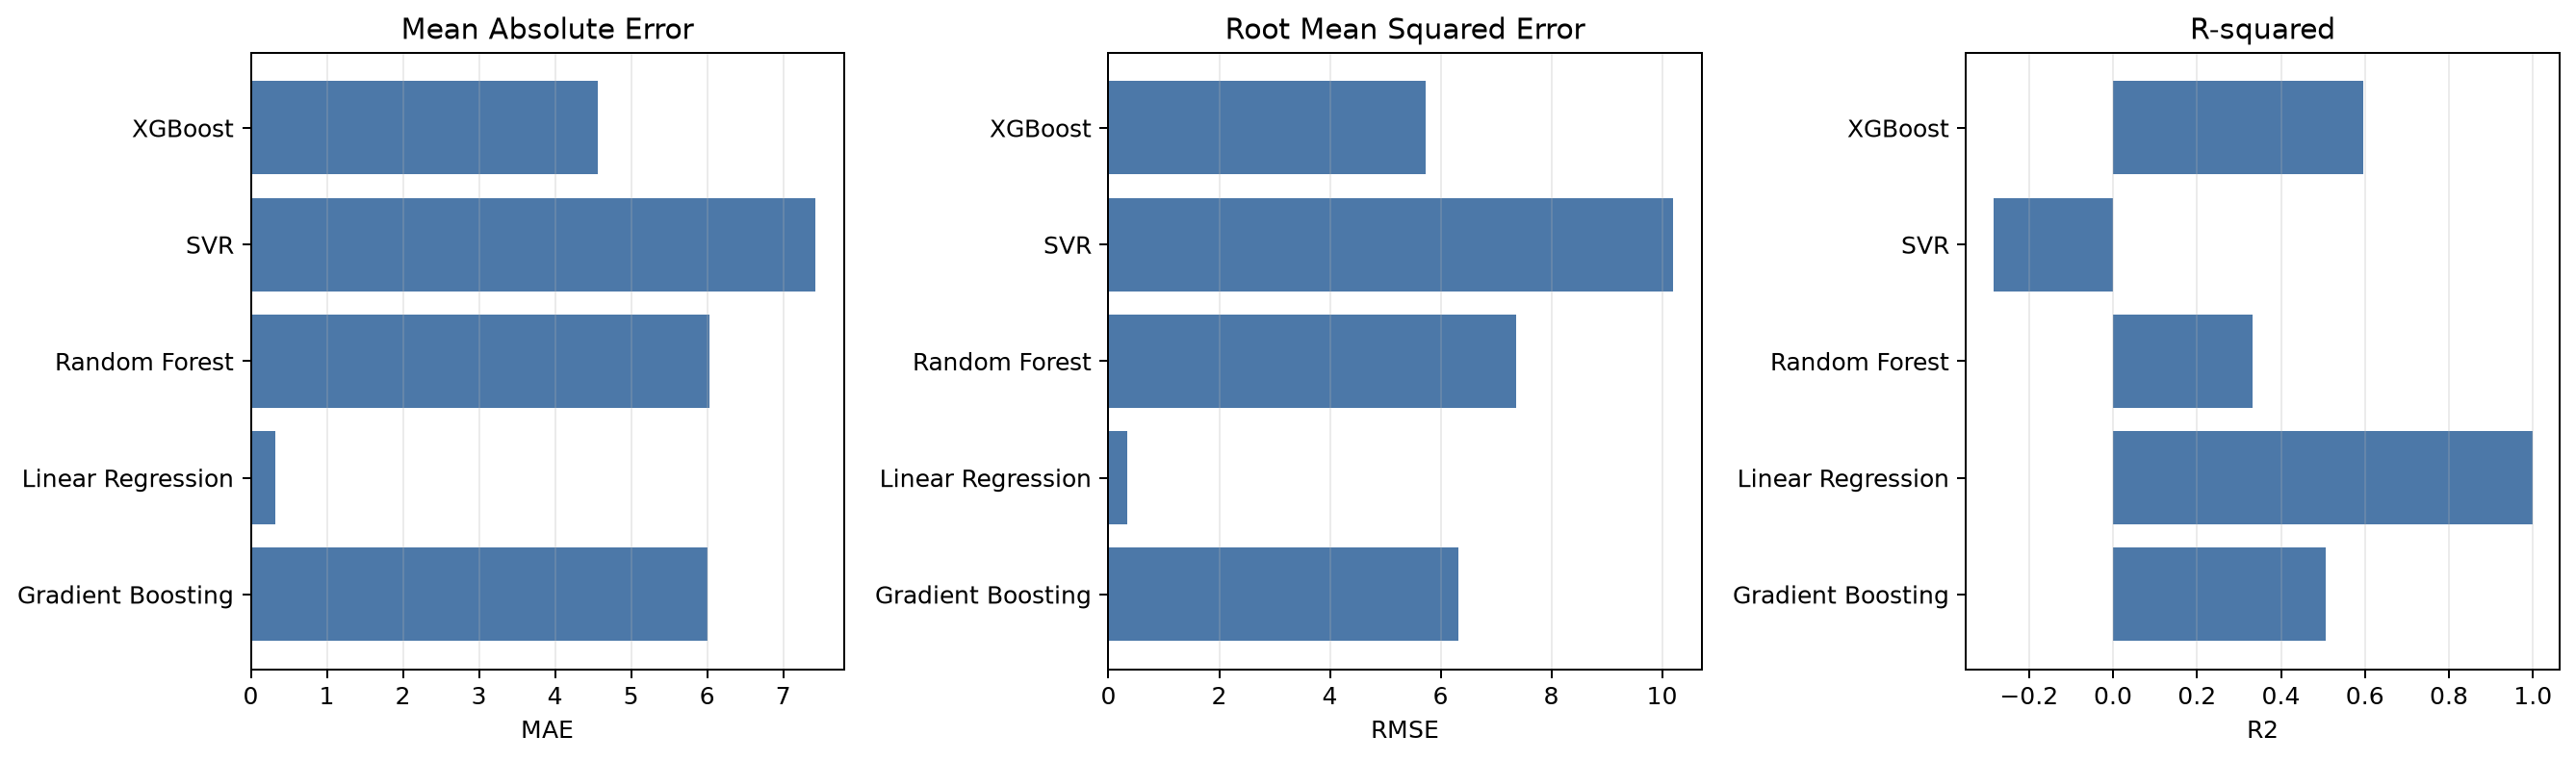 Mean Absolute Error
XGBoost
SVR
Random Forest
Linear Regression
Gradient Boosting
0 1 2 3 4 5 6 7
MAE
Root Mean Squared Error
XGBoost
SVR
Random Forest
Linear Regression
Gradient Boosting
0 2 4 6 8 10
RMSE
R-squared
XGBoost
SVR
Random Forest
Linear Regression
Gradient Boosting
−0.2 0.0 0.2 0.4 0.6 0.8 1.0
R2